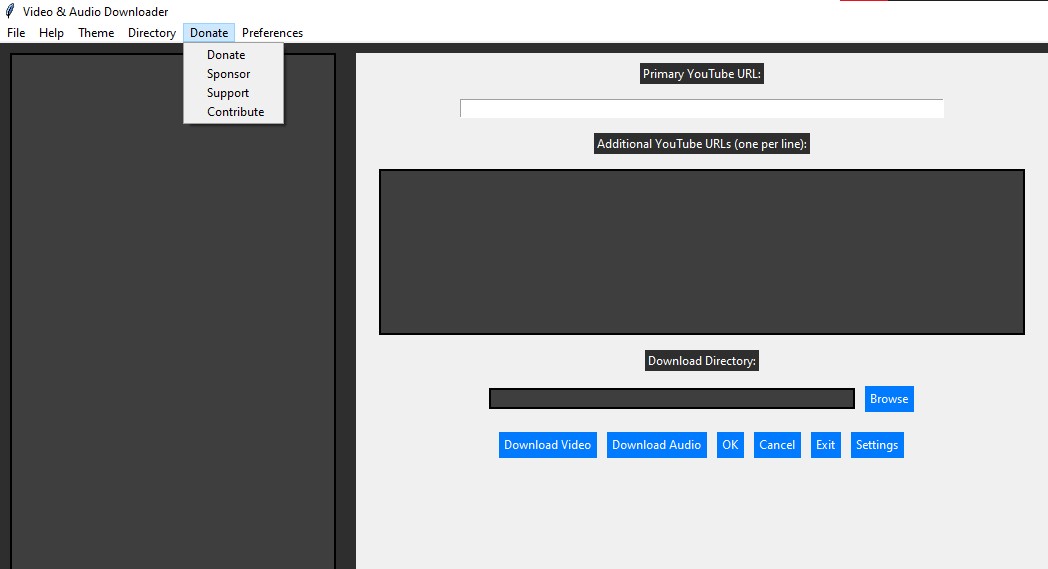 Video & Audio Downloader
File Help Theme Directory Donate Preferences
Donate
Sponsor
Support
Contribute
Primary YouTube URL:
Additional YouTube URLs (one per line):
Download Directory:
Browse
Download Video Download Audio OK Cancel Exit Settings